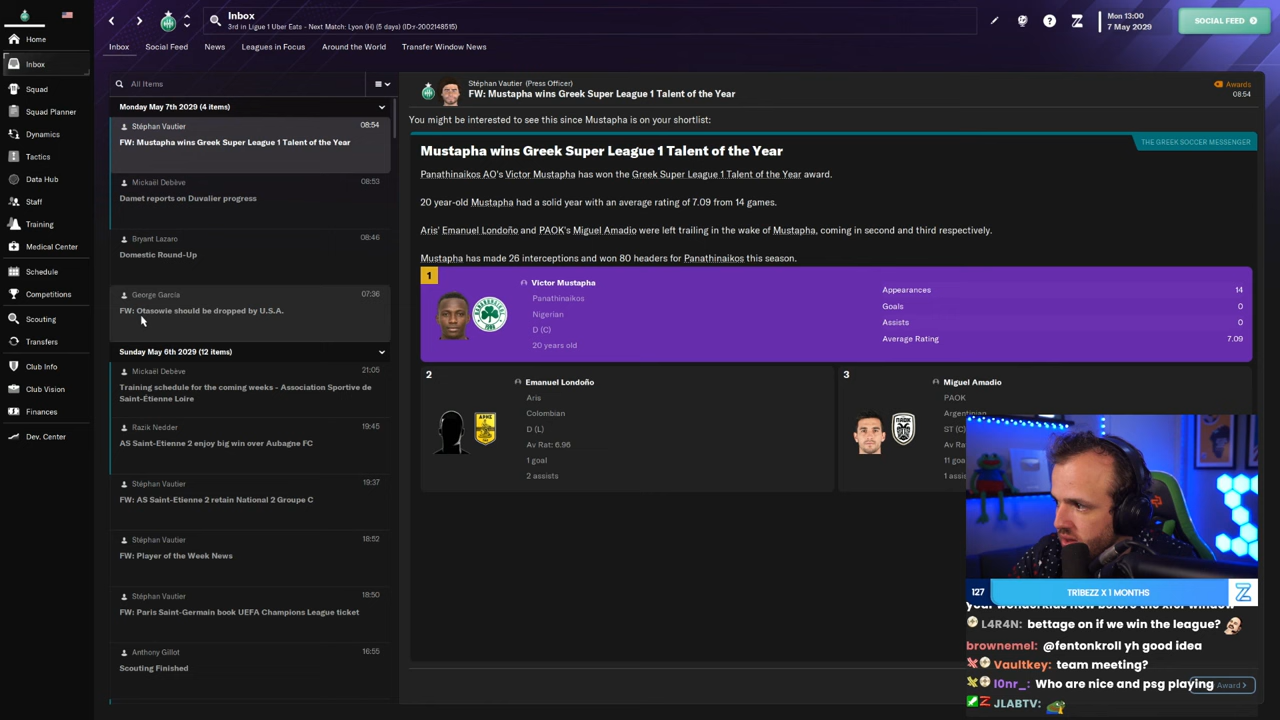 Inbox
3rd in Ligue 1 Uber Eats - Next Match: Lyon (H) (5 days) (ID:r-2002148515)
Mon 13:00
7 May 2029
SOCIAL FEED
Inbox
Social Feed
News
Leagues in Focus
Around the World
Transfer Window News
Home
Inbox
Squad
Squad Planner
Dynamics
Tactics
Data Hub
Staff
Training
Medical Center
Schedule
Competitions
Scouting
Transfers
Club Info
Club Vision
Finances
Dev. Center
All Items
Monday May 7th 2029 (4 items)
Stéphan Vautier 08:54
FW: Mustapha wins Greek Super League 1 Talent of the Year
Mickaël Debève 08:53
Damet reports on Duvalier progress
Bryant Lazaro 08:46
Domestic Round-Up
George García 07:36
FW: Otasowie should be dropped by U.S.A.
Sunday May 6th 2029 (12 items)
Mickaël Debève 21:05
Training schedule for the coming weeks - Association Sportive de
Saint-Étienne Loire
Razik Nedder 19:45
AS Saint-Etienne 2 enjoy big win over Aubagne FC
Stéphan Vautier 19:37
FW: AS Saint-Etienne 2 retain National 2 Groupe C
Stéphan Vautier 18:52
FW: Player of the Week News
Stéphan Vautier 18:50
FW: Paris Saint-Germain book UEFA Champions League ticket
Anthony Gillot 16:55
Scouting Finished
Stéphan Vautier (Press Officer)
FW: Mustapha wins Greek Super League 1 Talent of the Year
Awards
08:54
You might be interested to see this since Mustapha is on your shortlist:
THE GREEK SOCCER MESSENGER
Mustapha wins Greek Super League 1 Talent of the Year
Panathinaikos AO's Victor Mustapha has won the Greek Super League 1 Talent of the Year award.
20 year-old Mustapha had a solid year with an average rating of 7.09 from 14 games.
Aris' Emanuel Londoño and PAOK's Miguel Amadio were left trailing in the wake of Mustapha, coming in second and third respectively.
Mustapha has made 26 interceptions and won 80 headers for Panathinaikos this season.
1
Victor Mustapha
Panathinaikos
Nigerian
D (C)
20 years old
Appearances 14
Goals 0
Assists 0
Average Rating 7.09
2
Emanuel Londoño
Aris
Colombian
D (L)
Av Rat: 6.96
1 goal
2 assists
3
Miguel Amadio
PAOK
Argentinian
ST (C)
Av Ra
11 goa
1 assis
127
TR1BEZZ X 1 MONTHS
your wonderkids now before the xfer window
L4R4N: bettage on if we win the league?
brownemel: @fentonkroll yh good idea
Vaultkey: team meeting?
l0nr_: Who are nice and psg playing
JLABTV:
Award